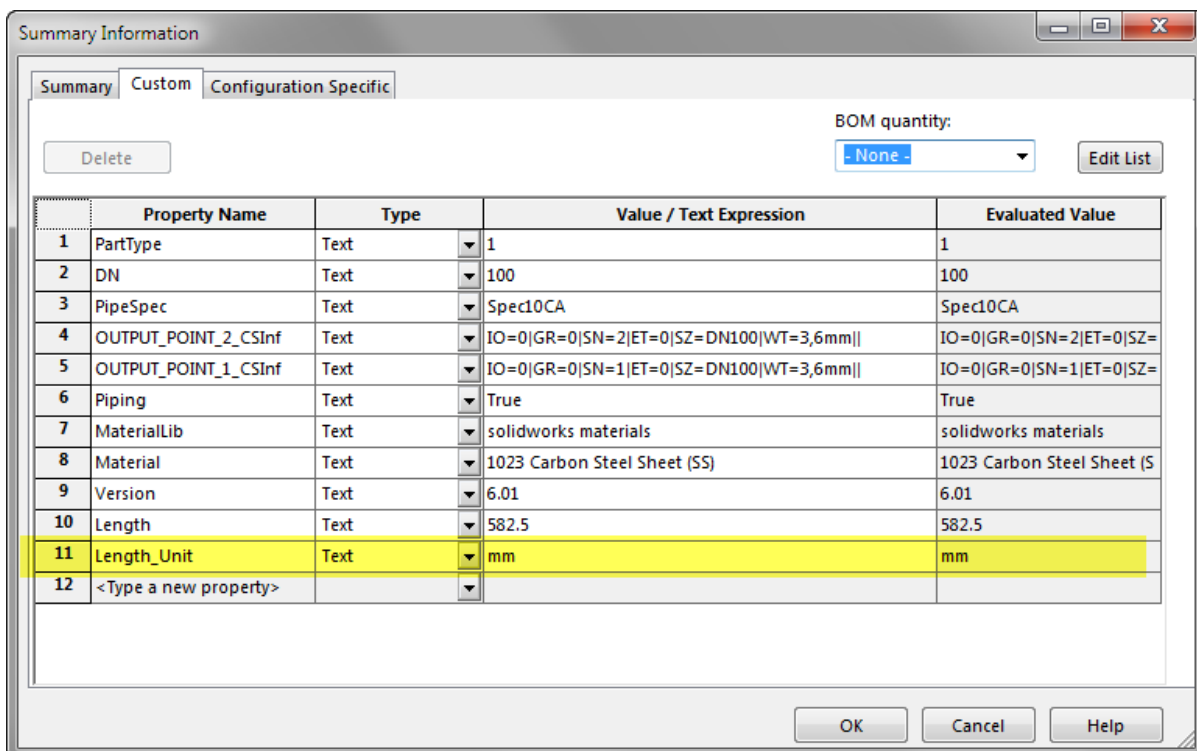 Summary Information
Summary Custom Configuration Specific
BOM quantity:
Delete - None - Edit List
Property Name Type Value / Text Expression Evaluated Value
1 PartType Text 1 1
2 DN Text 100 100
3 PipeSpec Text Spec10CA Spec10CA
4 OUTPUT_POINT_2_CSInf Text IO=0|GR=0|SN=2|ET=0|SZ=DN100|WT=3,6mm|| IO=0|GR=0|SN=2|ET=0|SZ=
5 OUTPUT_POINT_1_CSInf Text IO=0|GR=0|SN=1|ET=0|SZ=DN100|WT=3,6mm|| IO=0|GR=0|SN=1|ET=0|SZ=
6 Piping Text True True
7 MaterialLib Text solidworks materials solidworks materials
8 Material Text 1023 Carbon Steel Sheet (SS) 1023 Carbon Steel Sheet (S
9 Version Text 6.01 6.01
10 Length Text 582.5 582.5
11 Length_Unit Text mm mm
12 <Type a new property>
OK Cancel Help